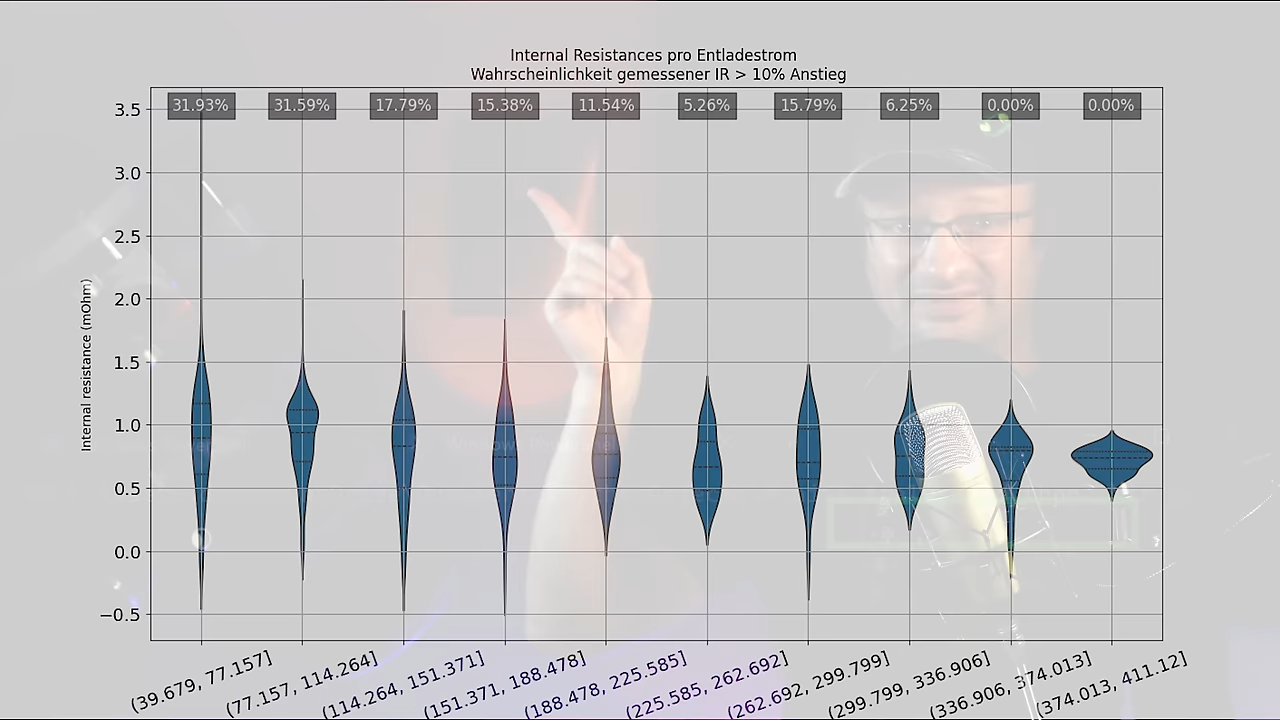 Internal Resistances pro Entladestrom
Wahrscheinlichkeit gemessener IR > 10% Anstieg
31.93% 31.59% 17.79% 15.38% 11.54% 5.26% 15.79% 6.25% 0.00% 0.00%
Internal resistance (mOhm)
3.5
3.0
2.5
2.0
1.5
1.0
0.5
0.0
−0.5
(39.679, 77.157] (77.157, 114.264] (114.264, 151.371] (151.371, 188.478] (188.478, 225.585] (225.585, 262.692] (262.692, 299.799] (299.799, 336.906] (336.906, 374.013] (374.013, 411.12]